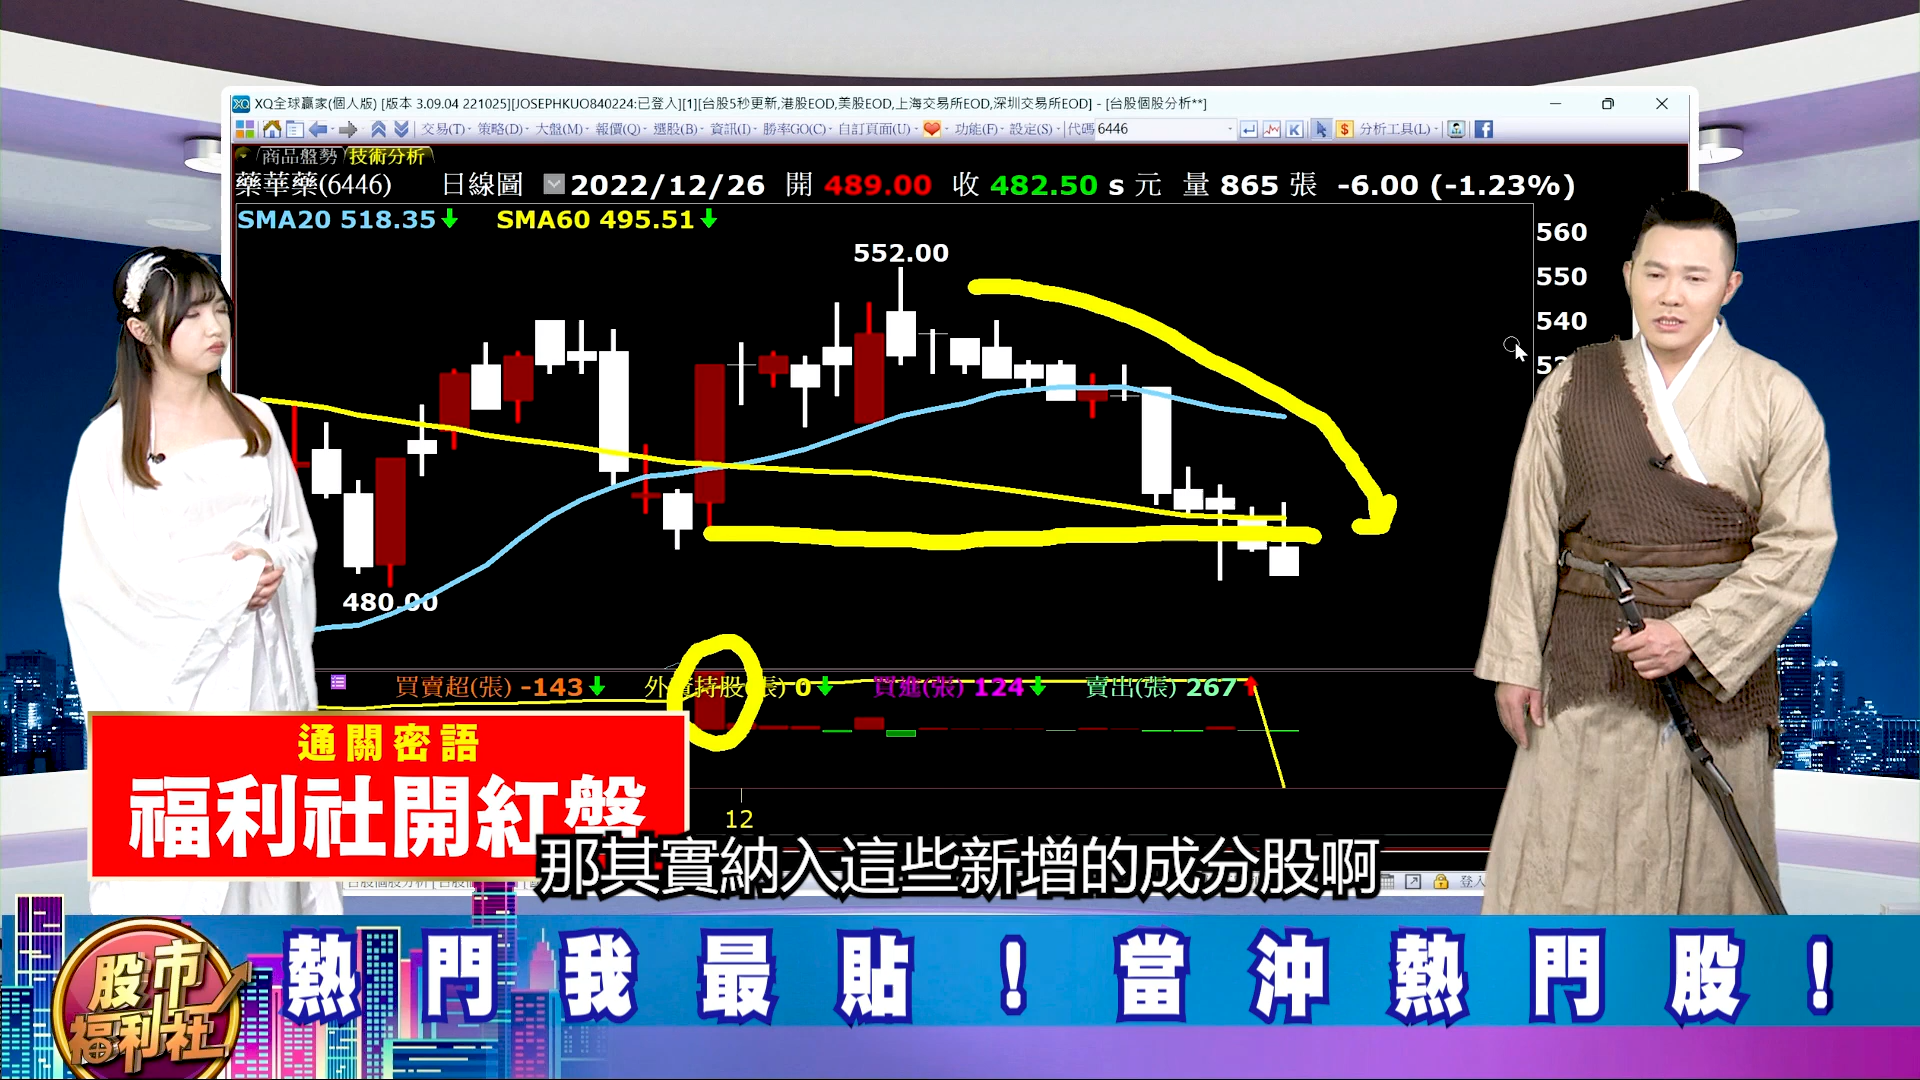 XQ全球贏家(個人版) [版本 3.09.04 221025][JOSEPHKUO840224:已登入][1][台股5秒更新,港股EOD,美股EOD,上海交易所EOD,深圳交易所EOD] - [台股個股分析**]
交易(T) 策略(D) 大盤(M) 報價(Q) 選股(B) 資訊(I) 勝率GO(C) 自訂頁面(U) 功能(F) 設定(S) 代碼 6446 K $ 分析工具(L)
商品盤勢 技術分析
藥華藥(6446) 日線圖 2022/12/26 開 489.00 收 482.50 s 元 量 865 張 -6.00 (-1.23%)
SMA20 518.35 SMA60 495.51
560
552.00
550
540
480.00
買賣超(張) -143 外資持股(張) 0 買進(張) 124 賣出(張) 267
通關密語
福利社開紅盤
12
那其實納入這些新增的成分股啊
登入
股市福利社
熱門我最貼！當沖熱門股！